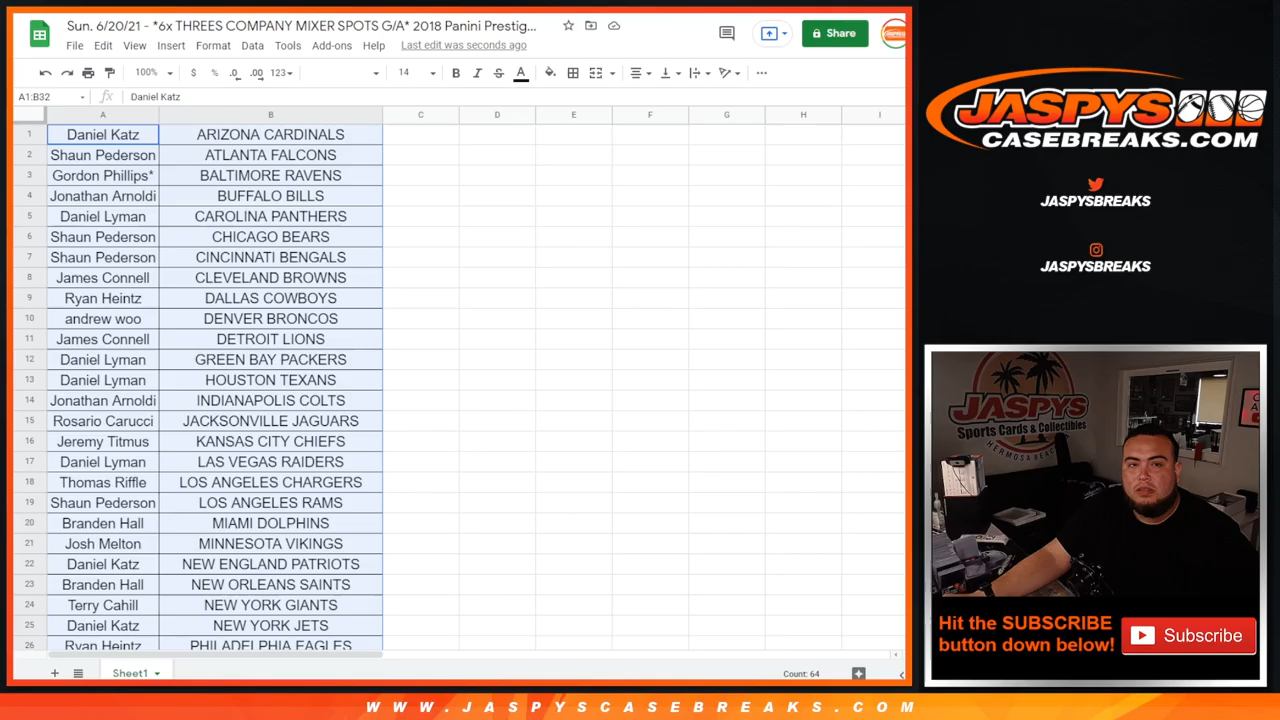 Sun. 6/20/21 - *6x THREES COMPANY MIXER SPOTS G/A* 2018 Panini Prestig...
File Edit View Insert Format Data Tools Add-ons Help Last edit was seconds ago
Share
100% $ % .0 .00 123 14 B I S A
A1:B32 fx Daniel Katz
A B C D E F G H I
1 Daniel Katz ARIZONA CARDINALS
2 Shaun Pederson ATLANTA FALCONS
3 Gordon Phillips* BALTIMORE RAVENS
4 Jonathan Arnoldi BUFFALO BILLS
5 Daniel Lyman CAROLINA PANTHERS
6 Shaun Pederson CHICAGO BEARS
7 Shaun Pederson CINCINNATI BENGALS
8 James Connell CLEVELAND BROWNS
9 Ryan Heintz DALLAS COWBOYS
10 andrew woo DENVER BRONCOS
11 James Connell DETROIT LIONS
12 Daniel Lyman GREEN BAY PACKERS
13 Daniel Lyman HOUSTON TEXANS
14 Jonathan Arnoldi INDIANAPOLIS COLTS
15 Rosario Carucci JACKSONVILLE JAGUARS
16 Jeremy Titmus KANSAS CITY CHIEFS
17 Daniel Lyman LAS VEGAS RAIDERS
18 Thomas Riffle LOS ANGELES CHARGERS
19 Shaun Pederson LOS ANGELES RAMS
20 Branden Hall MIAMI DOLPHINS
21 Josh Melton MINNESOTA VIKINGS
22 Daniel Katz NEW ENGLAND PATRIOTS
23 Branden Hall NEW ORLEANS SAINTS
24 Terry Cahill NEW YORK GIANTS
25 Daniel Katz NEW YORK JETS
26 Ryan Heintz PHILADELPHIA EAGLES
Sheet1 Count: 64
JASPYS
CASEBREAKS.COM
JASPYSBREAKS
JASPYSBREAKS
JASPYS
Sports Cards & Collectibles
HERMOSA BEACH
Hit the SUBSCRIBE
button down below!
Subscribe
WWW.JASPYSCASEBREAKS.COM